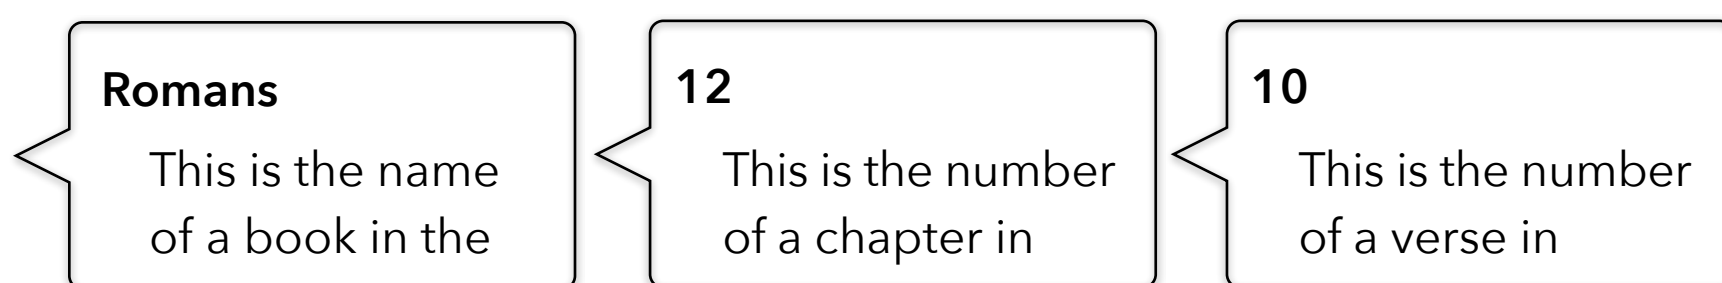 Romans
This is the name
of a book in the
12
This is the number
of a chapter in
10
This is the number
of a verse in